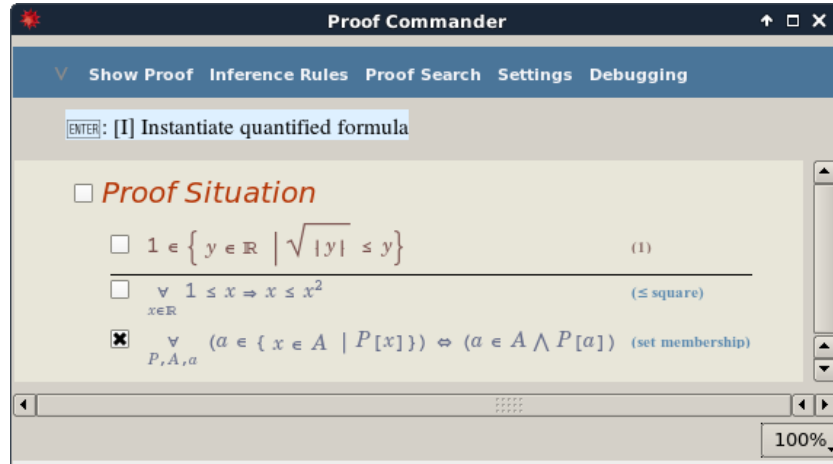 Proof Commander
V Show Proof Inference Rules Proof Search Settings Debugging
ENTER: [I] Instantiate quantified formula
Proof Situation
1 ∈ { y ∈ ℝ | √|y| ≤ y} (1)
∀ 1 ≤ x ⇒ x ≤ x² (≤ square)
x∈ℝ
∀ (a ∈ { x ∈ A | P[x]}) ⇔ (a ∈ A ⋀ P[a]) (set membership)
P,A,a
100%